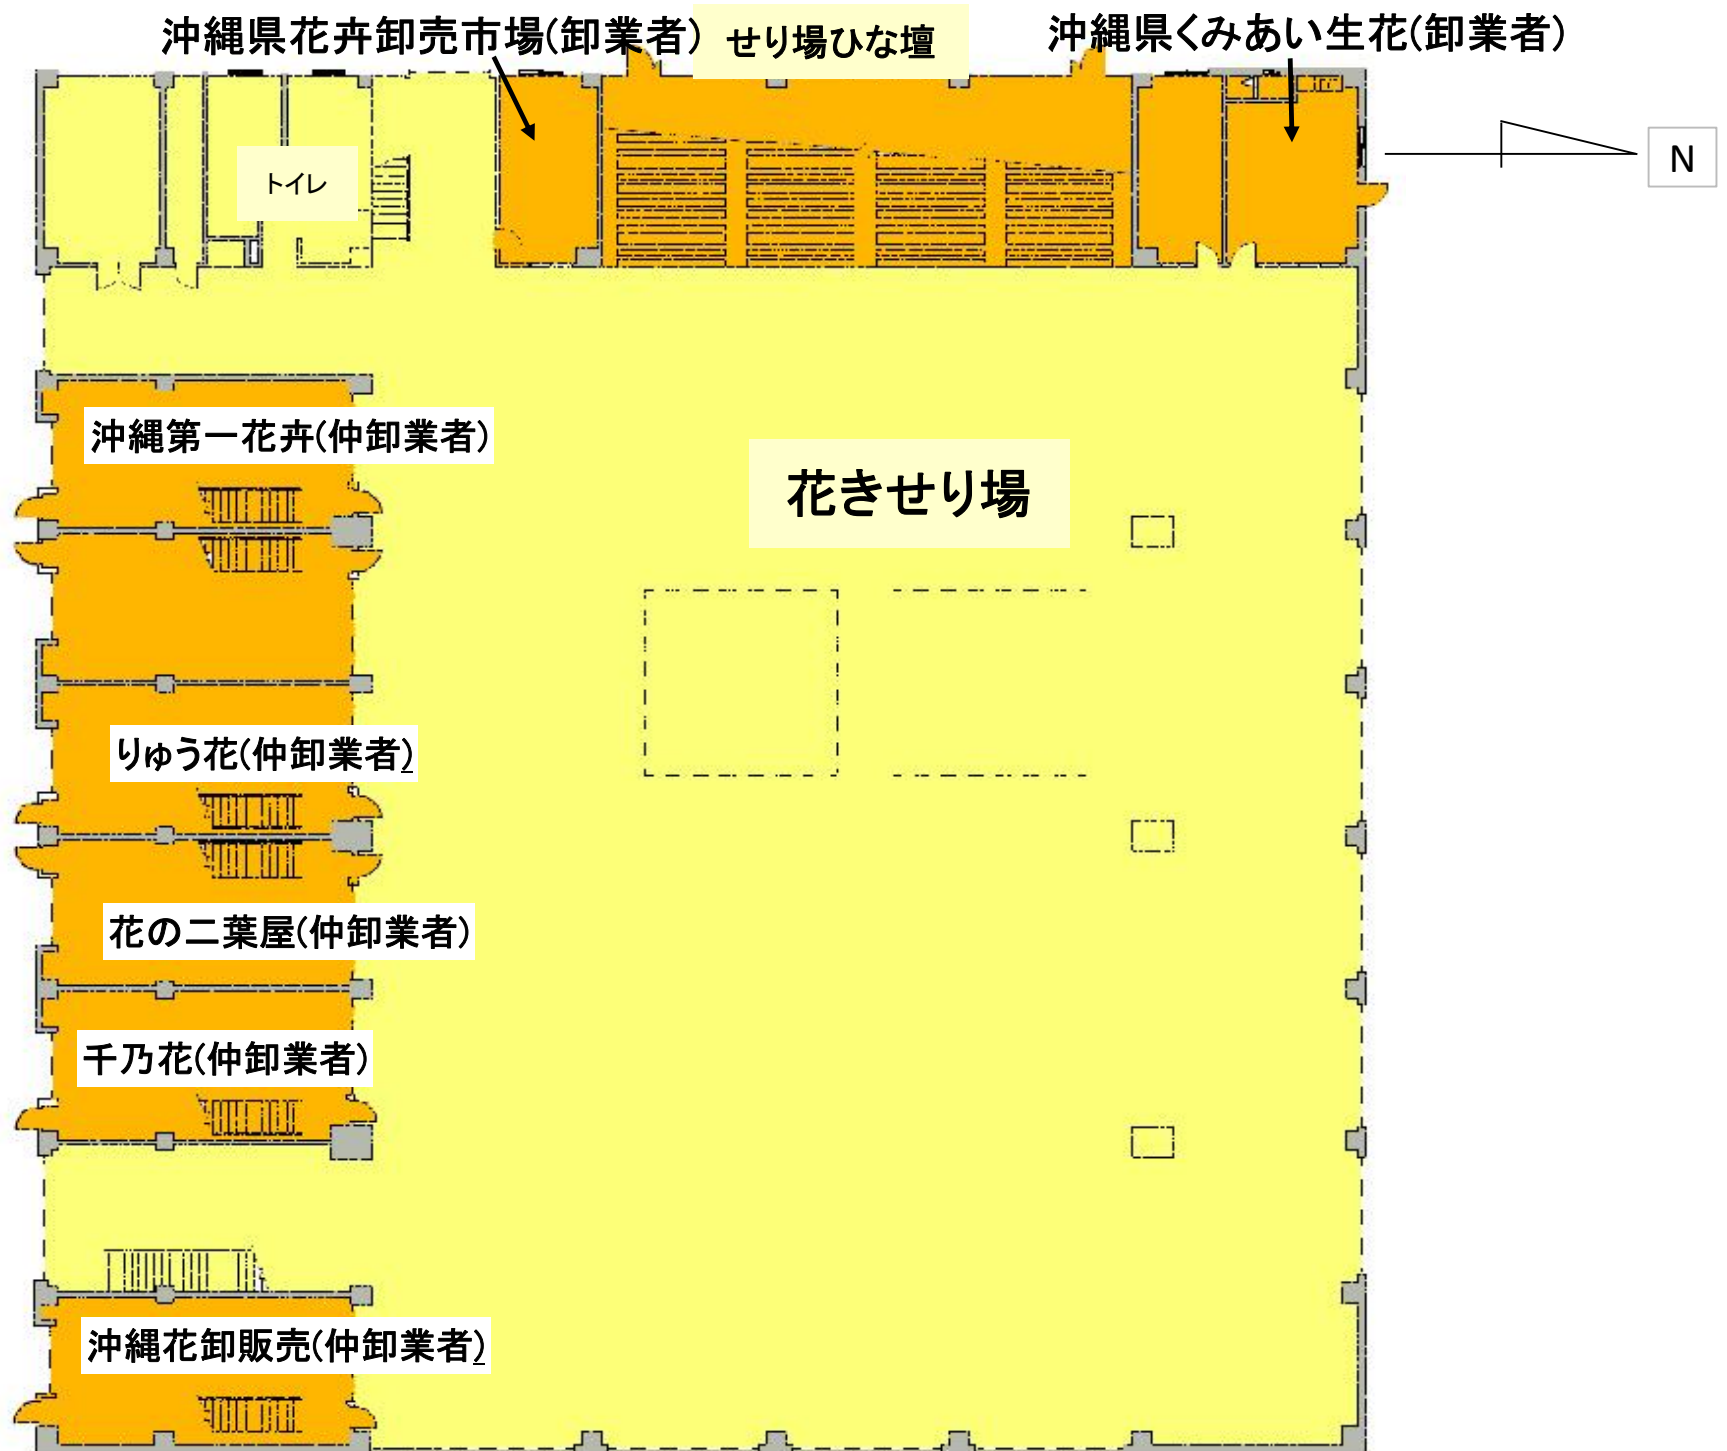 沖縄県花卉卸売市場(卸業者)
せり場ひな壇
沖縄県くみあい生花(卸業者)
N
トイレ
沖縄第一花卉(仲卸業者)
花きせり場
りゅう花(仲卸業者)
花の二葉屋(仲卸業者)
千乃花(仲卸業者)
沖縄花卸販売(仲卸業者)